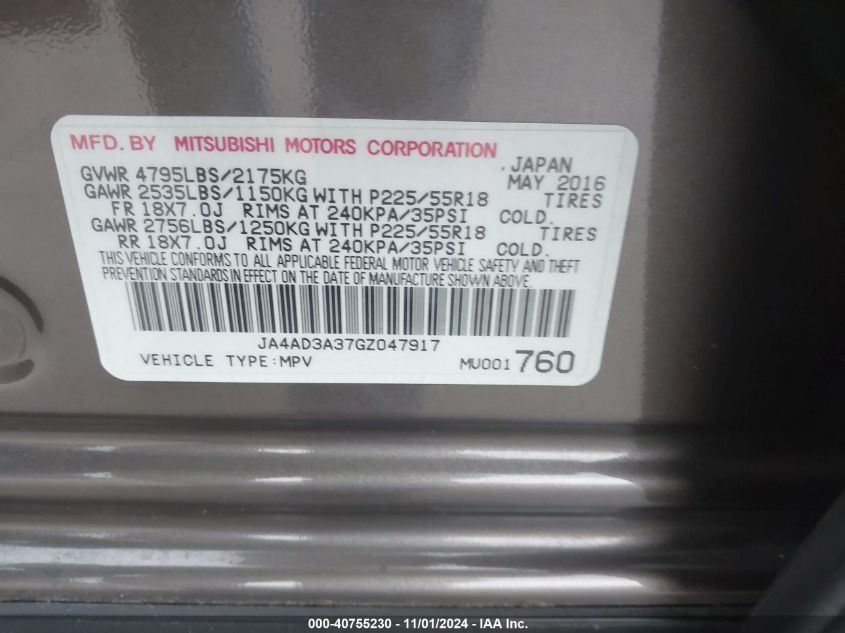 MFD. BY MITSUBISHI MOTORS CORPORATION
. JAPAN
GVWR 4795LBS/2175KG MAY 2016
GAWR 2535LBS/1150KG WITH P225/55R18 TIRES
FR 18X7.0J RIMS AT 240KPA/35PSI COLD.
GAWR 2756LBS/1250KG WITH P225/55R18 TIRES
RR 18X7.0J RIMS AT 240KPA/35PSI COLD.
THIS VEHICLE CONFORMS TO ALL APPLICABLE FEDERAL MOTOR VEHICLE SAFETY AND THEFT
PREVENTION STANDARDS IN EFFECT ON THE DATE OF MANUFACTURE SHOWN ABOVE.
JA4AD3A37GZ047917
VEHICLE TYPE:MPV MU001760
000-40755230 - 11/01/2024 - IAA Inc.